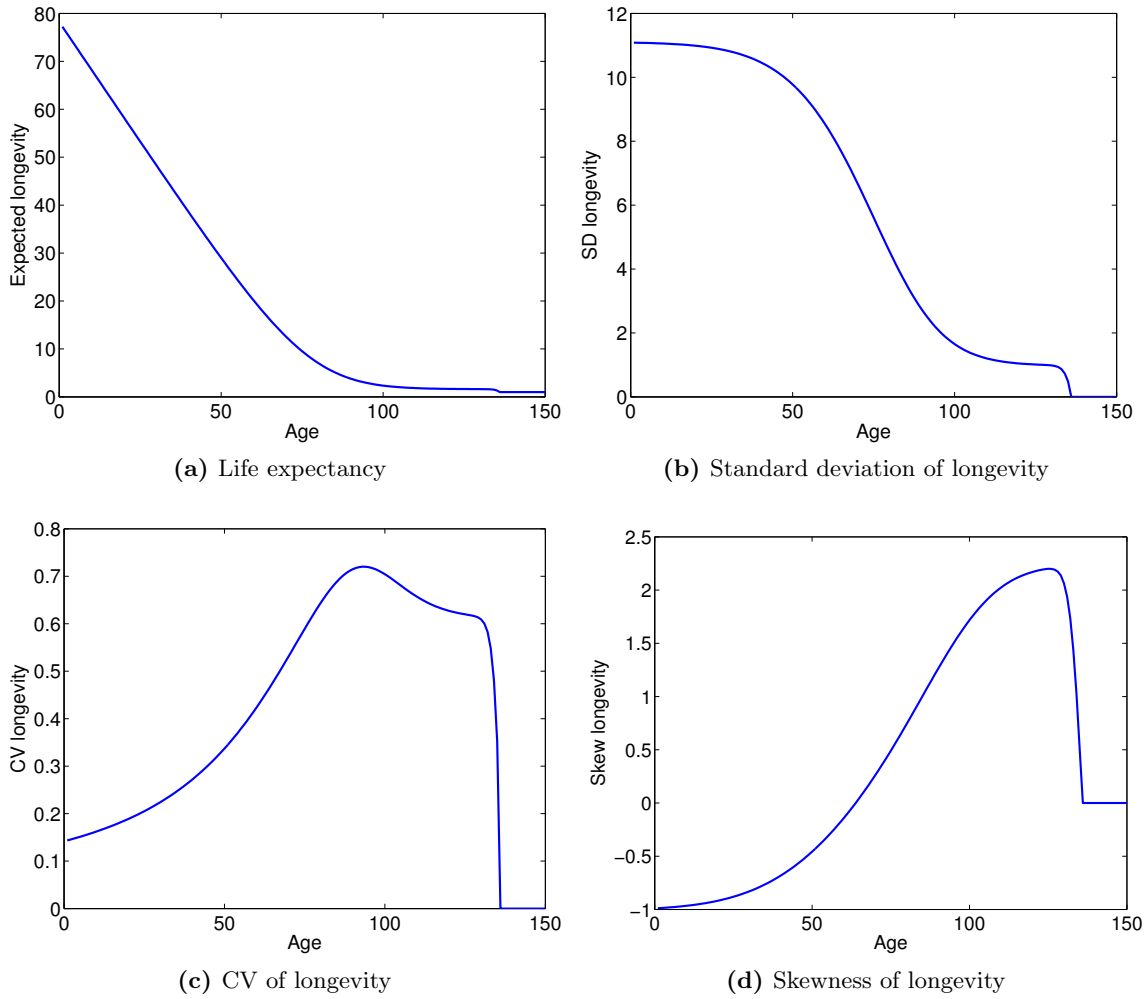 80
70
60
50
40
30
20
10
0
Expected longevity
0 50 100 150
Age
(a) Life expectancy
12
10
8
6
4
2
0
SD longevity
0 50 100 150
Age
(b) Standard deviation of longevity
0.8
0.7
0.6
0.5
0.4
0.3
0.2
0.1
0
CV longevity
0 50 100 150
Age
(c) CV of longevity
2.5
2
1.5
1
0.5
0
−0.5
−1
Skew longevity
0 50 100 150
Age
(d) Skewness of longevity